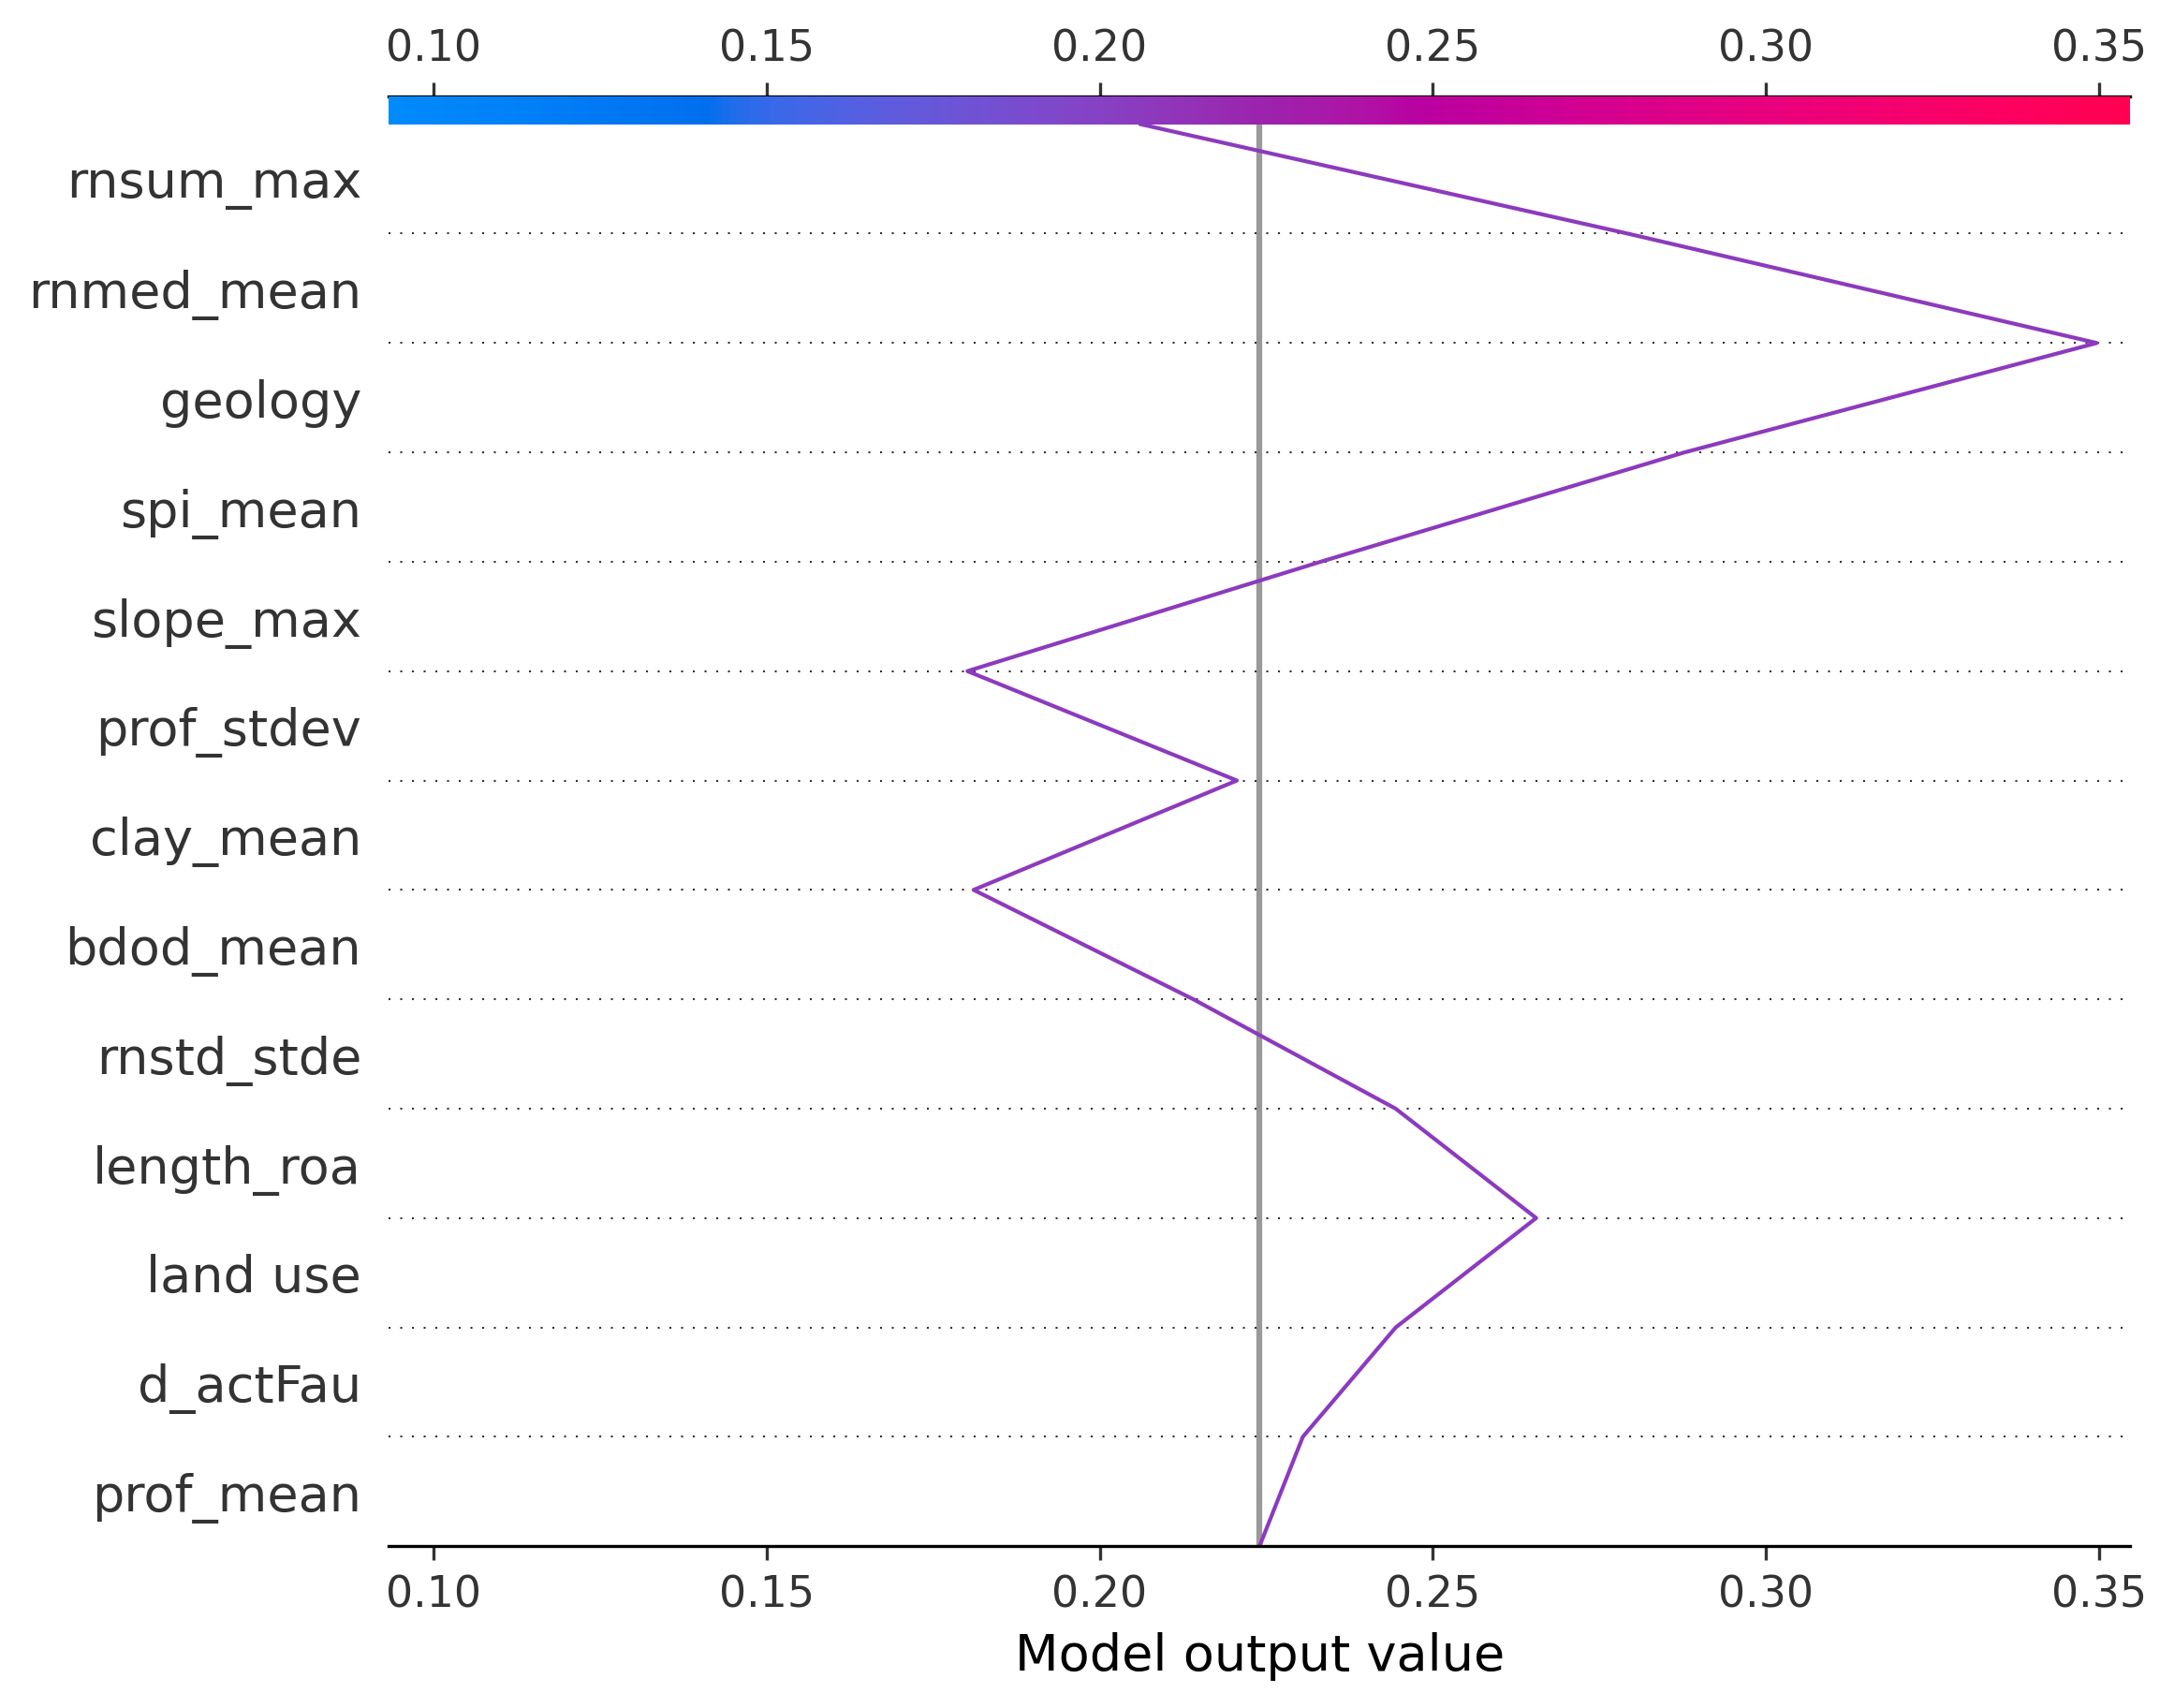 0.10 0.15 0.20 0.25 0.30 0.35
rnsum_max
rnmed_mean
geology
spi_mean
slope_max
prof_stdev
clay_mean
bdod_mean
rnstd_stde
length_roa
land use
d_actFau
prof_mean
0.10 0.15 0.20 0.25 0.30 0.35
Model output value